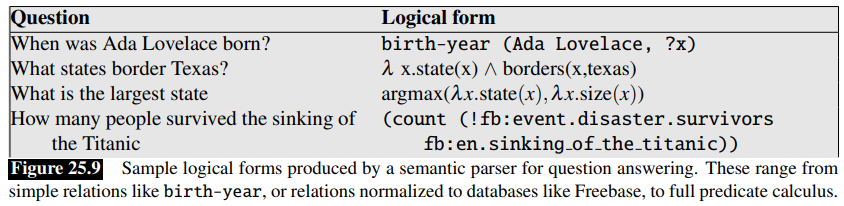 Question Logical form
When was Ada Lovelace born? birth-year (Ada Lovelace, ?x)
What states border Texas? λ x.state(x) ∧ borders(x,texas)
What is the largest state argmax(λx.state(x),λx.size(x))
How many people survived the sinking of (count (!fb:event.disaster.survivors
the Titanic fb:en.sinking_of_the_titanic))
Figure 25.9 Sample logical forms produced by a semantic parser for question answering. These range from
simple relations like birth-year, or relations normalized to databases like Freebase, to full predicate calculus.